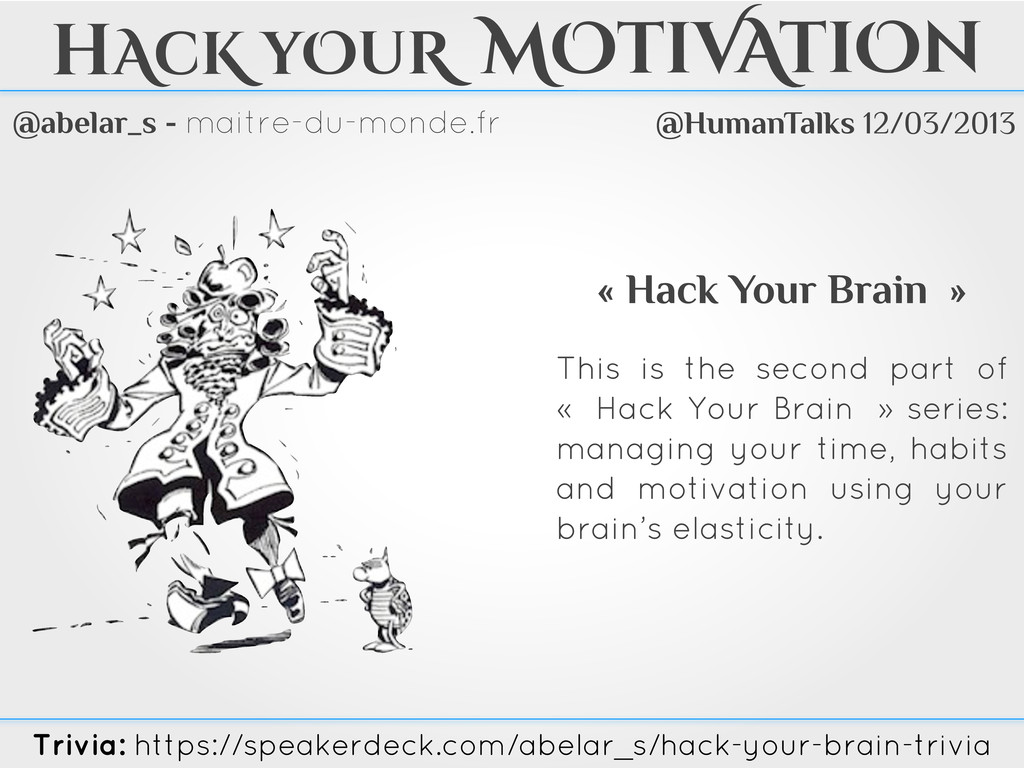 Hack your Motivation
@abelar_s - maitre-du-monde.fr
@HumanTalks 12/03/2013
« Hack Your Brain »
This is the second part of
« Hack Your Brain » series:
managing your time, habits
and motivation using your
brain’s elasticity.
Trivia: https://speakerdeck.com/abelar_s/hack-your-brain-trivia